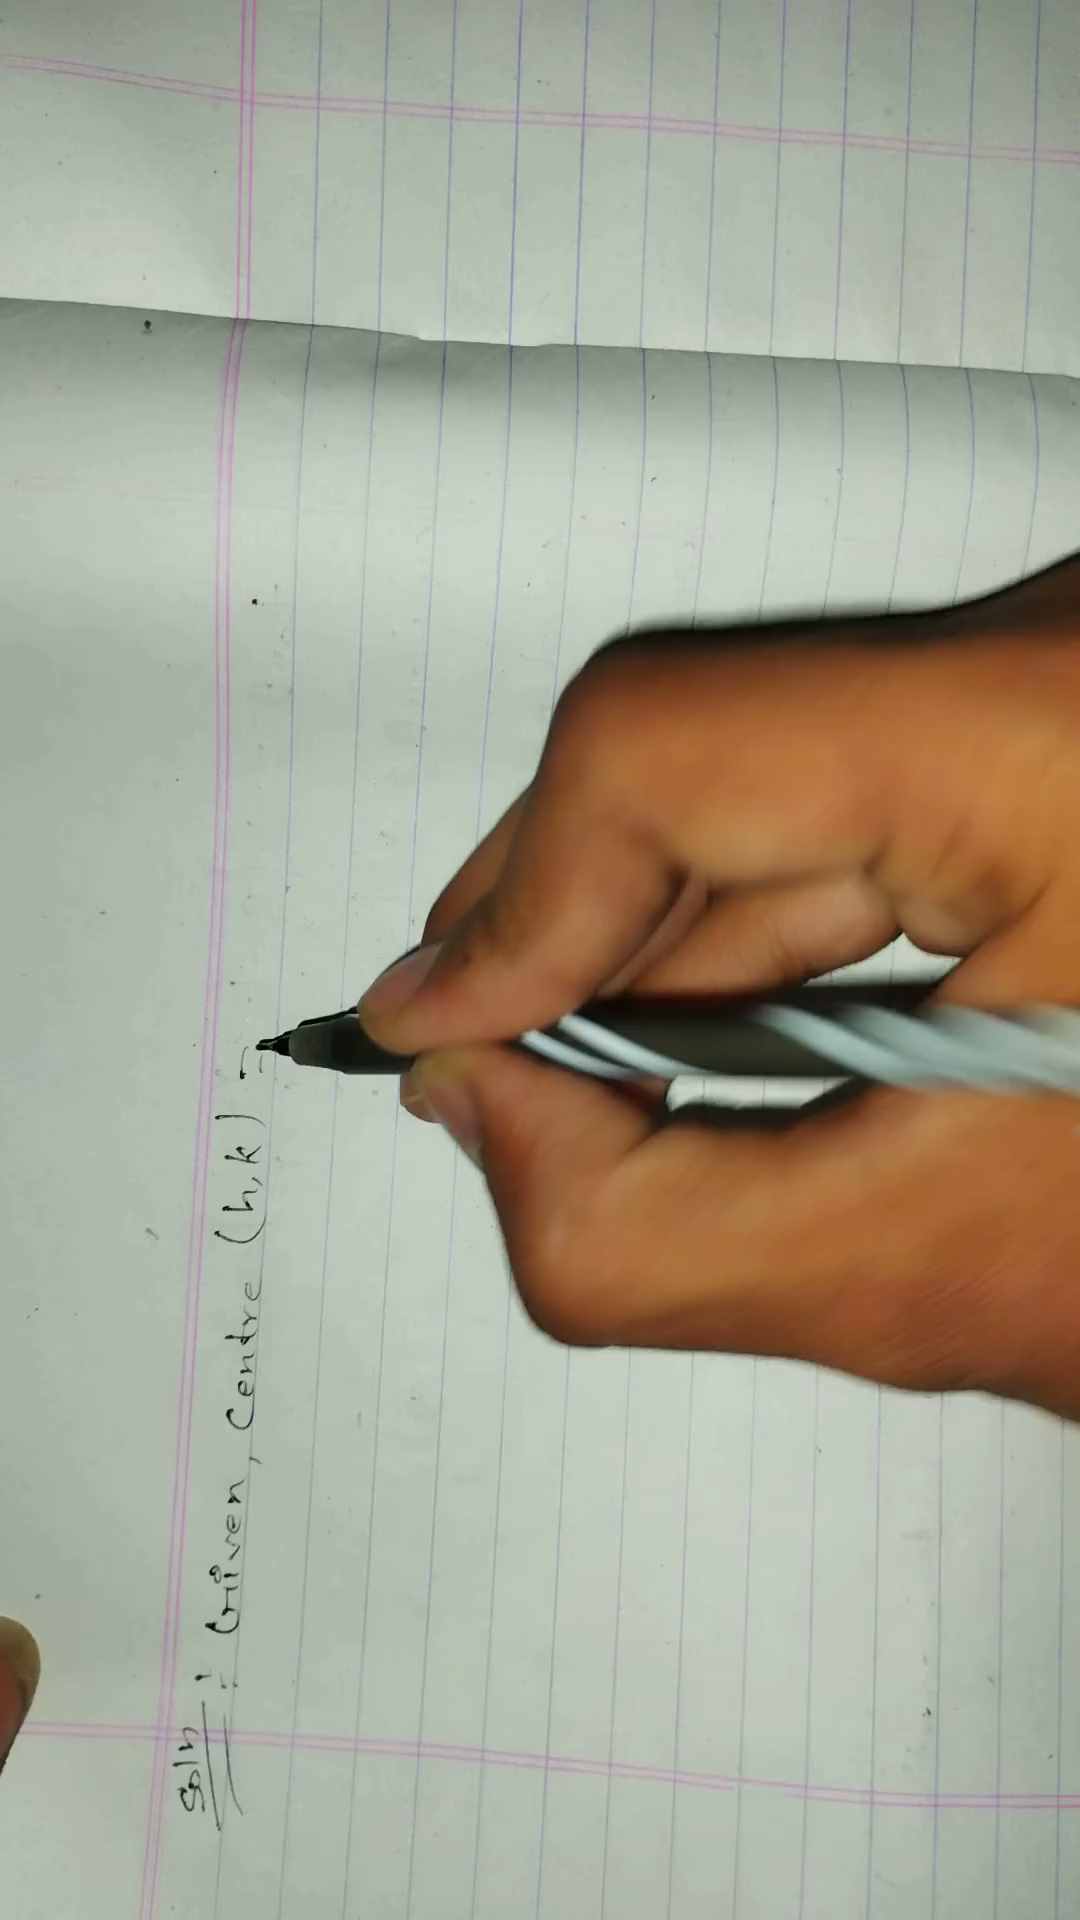 Soln : Given, Centre (h,k) =